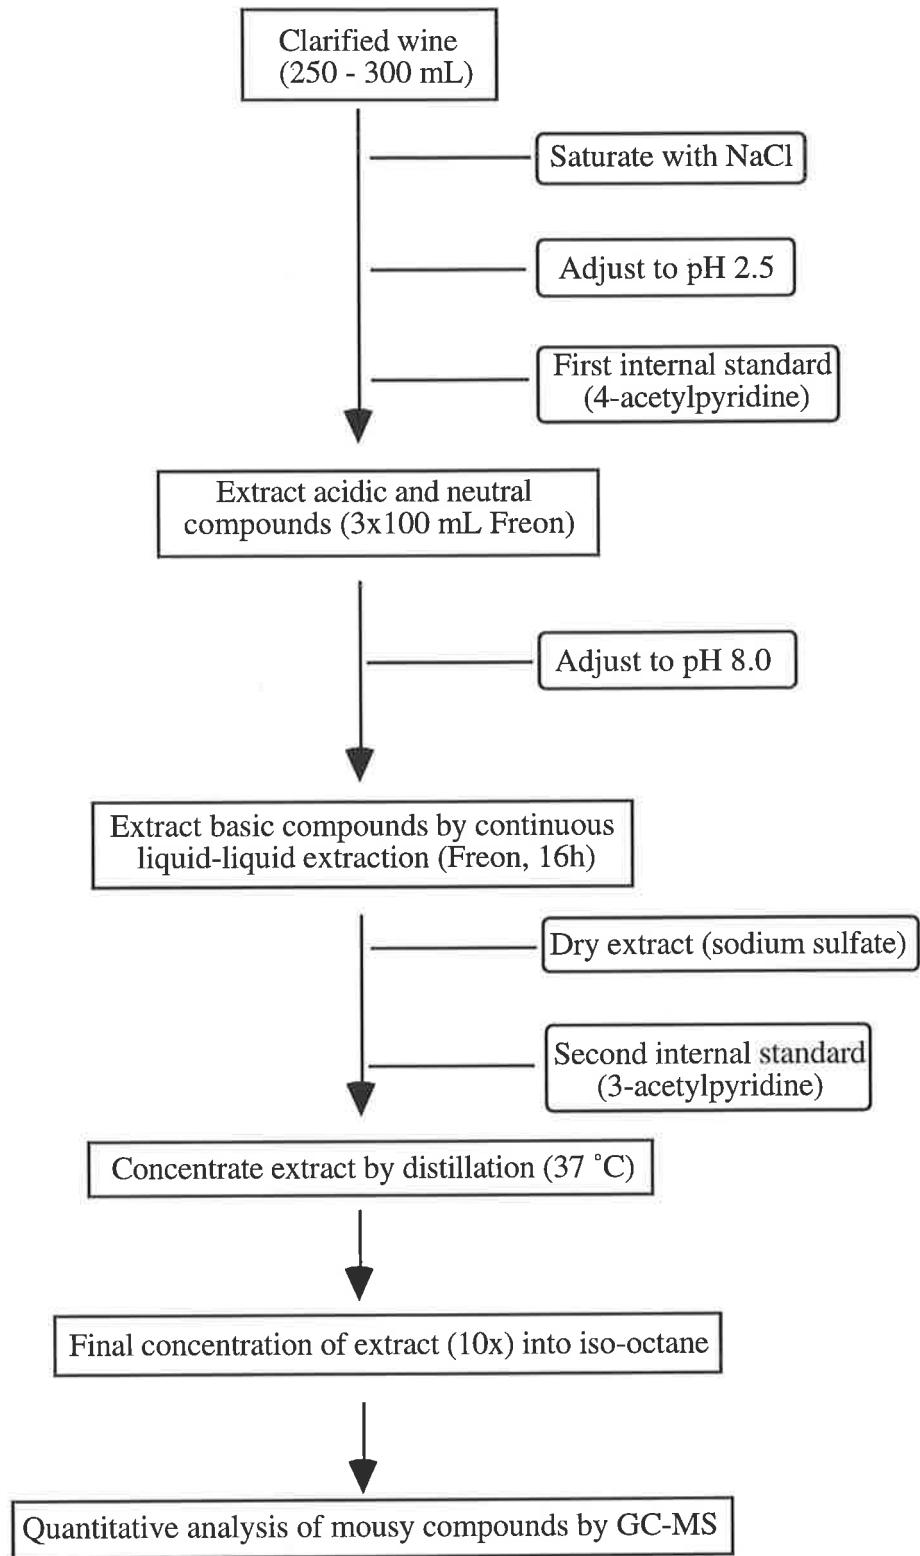 Clarified wine
(250 - 300 mL)
Saturate with NaCl
Adjust to pH 2.5
First internal standard
(4-acetylpyridine)
Extract acidic and neutral
compounds (3x100 mL Freon)
Adjust to pH 8.0
Extract basic compounds by continuous
liquid-liquid extraction (Freon, 16h)
Dry extract (sodium sulfate)
Second internal standard
(3-acetylpyridine)
Concentrate extract by distillation (37 ˚C)
Final concentration of extract (10x) into iso-octane
Quantitative analysis of mousy compounds by GC-MS